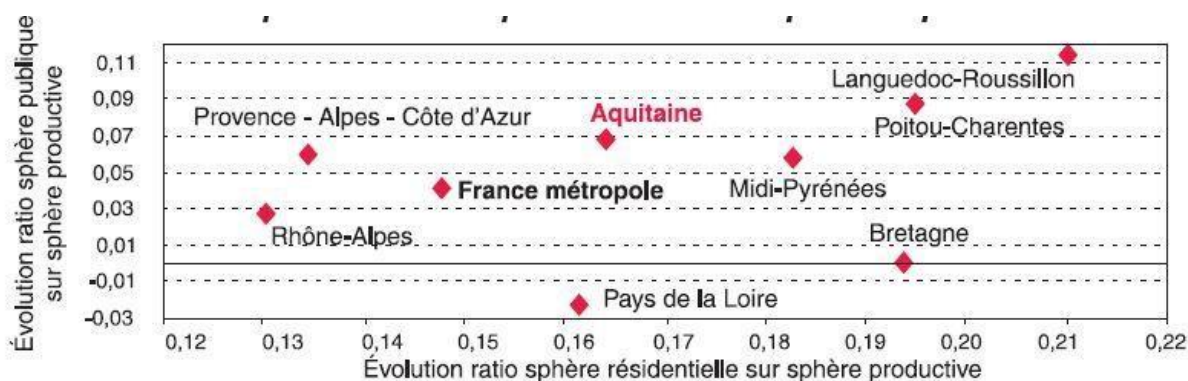 Évolution ratio sphère publique
sur sphère productive
0,11
0,09
0,07
0,05
0,03
0,01
-0,01
-0,03
Languedoc-Roussillon
Provence - Alpes - Côte d'Azur
Aquitaine
Poitou-Charentes
France métropole
Midi-Pyrénées
Rhône-Alpes
Bretagne
Pays de la Loire
0,12 0,13 0,14 0,15 0,16 0,17 0,18 0,19 0,20 0,21 0,22
Évolution ratio sphère résidentielle sur sphère productive